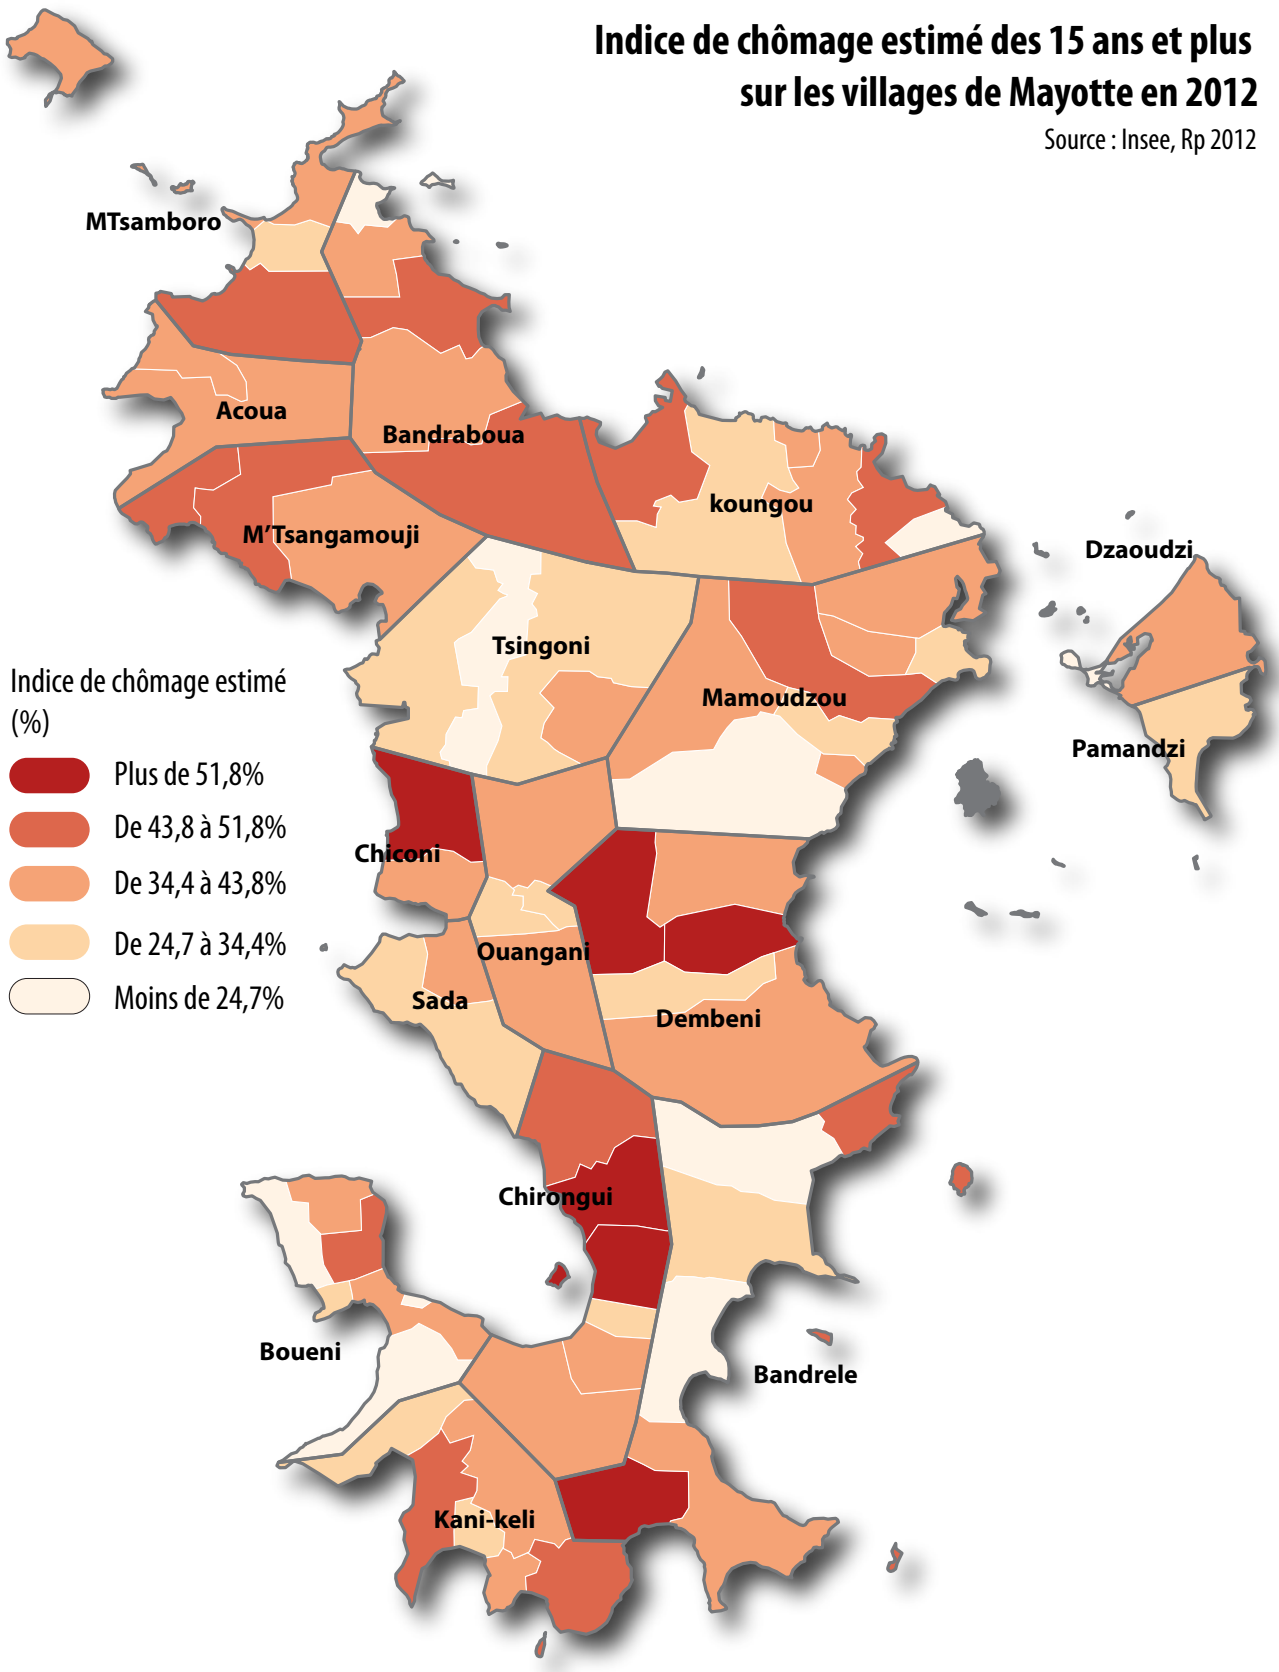 Indice de chômage estimé des 15 ans et plus
sur les villages de Mayotte en 2012
Source : Insee, Rp 2012
MTsamboro
Acoua
Bandraboua
koungou
M'Tsangamouji
Dzaoudzi
Tsingoni
Mamoudzou
Pamandzi
Indice de chômage estimé
(%)
Plus de 51,8%
De 43,8 à 51,8%
De 34,4 à 43,8%
De 24,7 à 34,4%
Moins de 24,7%
Chiconi
Ouangani
Sada
Dembeni
Chirongui
Boueni
Bandrele
Kani-keli